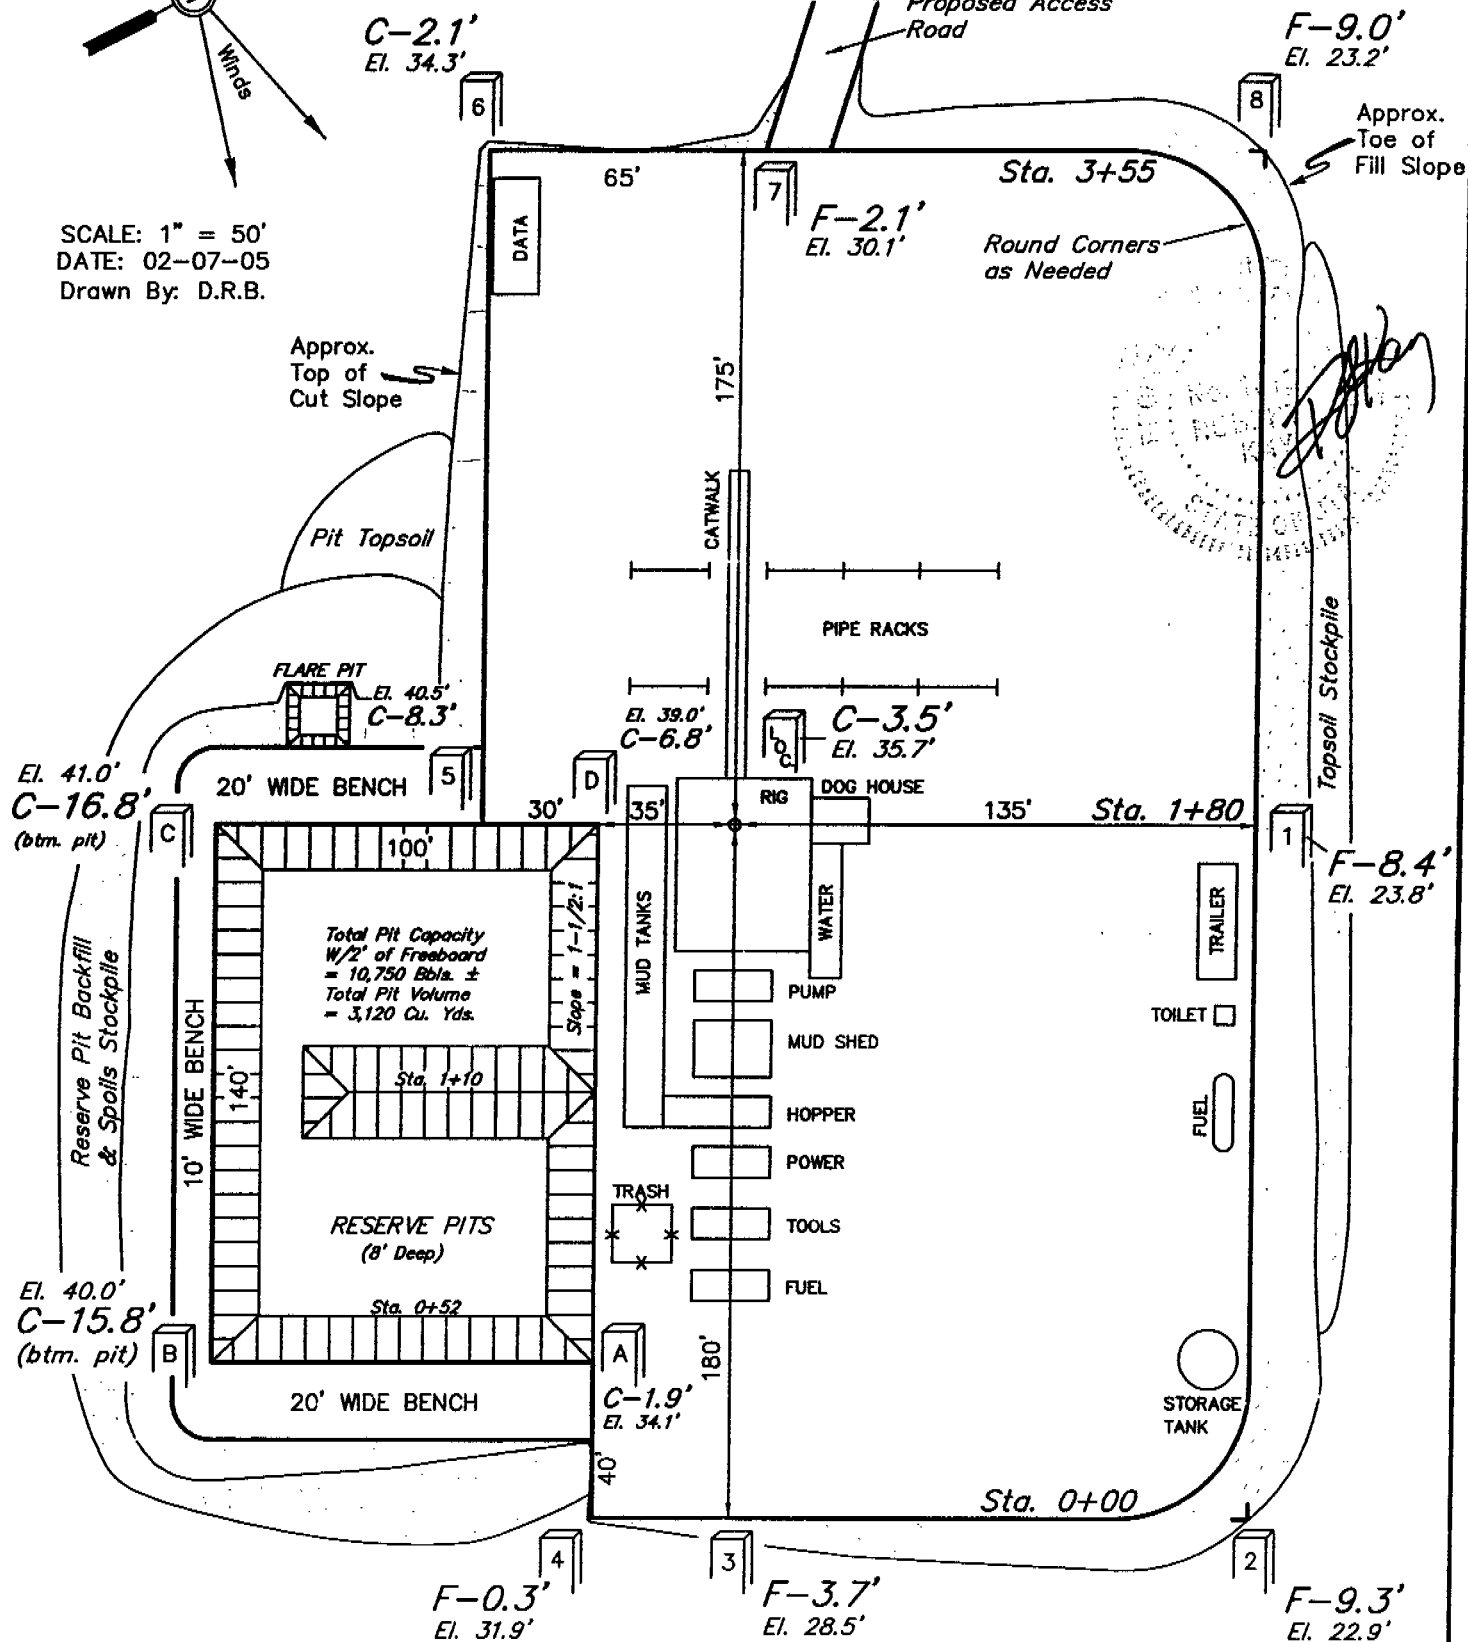 Proposed Access
Road
C-2.1'
El. 34.3'
F-9.0'
El. 23.2'
Winds
6
8
Approx.
Toe of
Fill Slope
65'
7
Sta. 3+55
F-2.1'
El. 30.1'
DATA
Round Corners
as Needed
SCALE: 1" = 50'
DATE: 02-07-05
Drawn By: D.R.B.
Approx.
Top of
Cut Slope
175'
STATE OF
CATWALK
Pit Topsoil
PIPE RACKS
Topsoil Stockpile
FLARE PIT
El. 40.5'
C-8.3'
El. 39.0'
C-6.8'
LOC.
C-3.5'
El. 35.7'
El. 41.0'
C-16.8'
(btm. pit)
C
20' WIDE BENCH
5
D
RIG
DOG HOUSE
30'
35'
135'
Sta. 1+80
1
F-8.4'
El. 23.8'
100'
Total Pit Capacity
W/2' of Freeboard
= 10,750 Bbls. ±
Total Pit Volume
= 3,120 Cu. Yds.
Slope = 1-1/2:1
MUD TANKS
WATER
TRAILER
PUMP
TOILET
MUD SHED
Reserve Pit Backfill
& Spoils Stockpile
10' WIDE BENCH
140'
Sta. 1+10
HOPPER
FUEL
POWER
TRASH
TOOLS
RESERVE PITS
(8' Deep)
FUEL
El. 40.0'
C-15.8'
(btm. pit)
B
Sta. 0+52
A
180'
C-1.9'
El. 34.1'
20' WIDE BENCH
STORAGE
TANK
40'
Sta. 0+00
4
3
2
F-0.3'
El. 31.9'
F-3.7'
El. 28.5'
F-9.3'
El. 22.9'